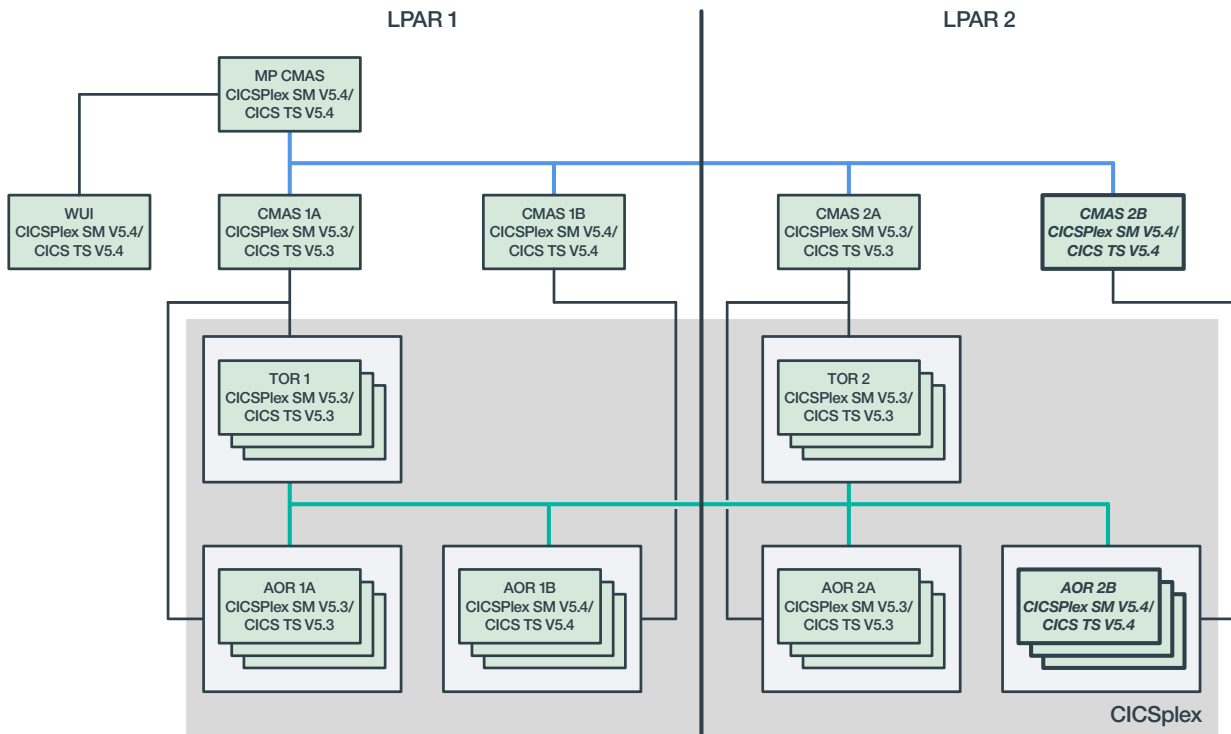 LPAR 1
LPAR 2
MP CMAS
CICSPlex SM V5.4/
CICS TS V5.4
WUI
CICSPlex SM V5.4/
CICS TS V5.4
CMAS 1A
CICSPlex SM V5.3/
CICS TS V5.3
CMAS 1B
CICSPlex SM V5.4/
CICS TS V5.4
CMAS 2A
CICSPlex SM V5.3/
CICS TS V5.3
CMAS 2B
CICSPlex SM V5.4/
CICS TS V5.4
TOR 1
CICSPlex SM V5.3/
CICS TS V5.3
TOR 2
CICSPlex SM V5.3/
CICS TS V5.3
AOR 1A
CICSPlex SM V5.3/
CICS TS V5.3
AOR 1B
CICSPlex SM V5.4/
CICS TS V5.4
AOR 2A
CICSPlex SM V5.3/
CICS TS V5.3
AOR 2B
CICSPlex SM V5.4/
CICS TS V5.4
CICSplex